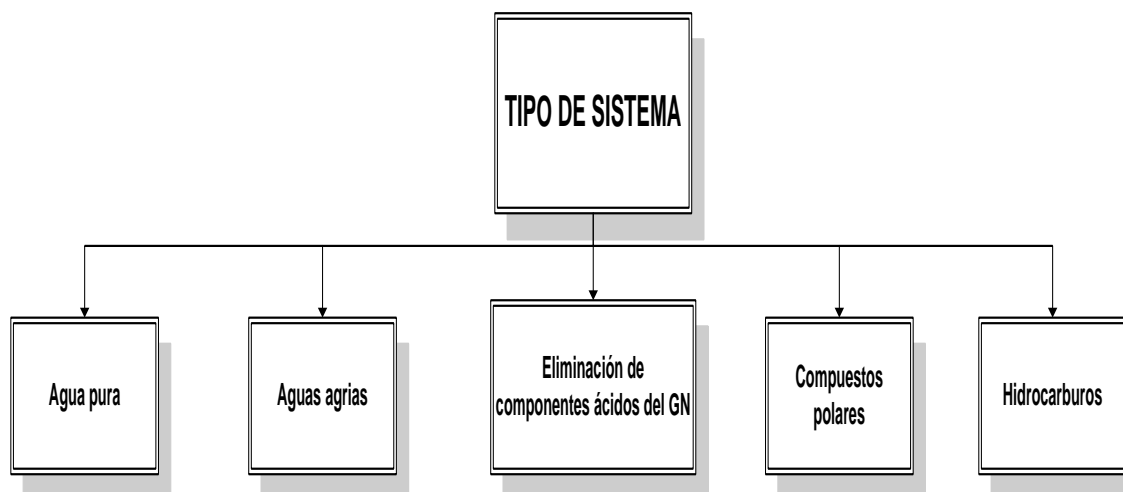 TIPO DE SISTEMA
Agua pura
Aguas agrias
Eliminación de
componentes ácidos del GN
Compuestos
polares
Hidrocarburos